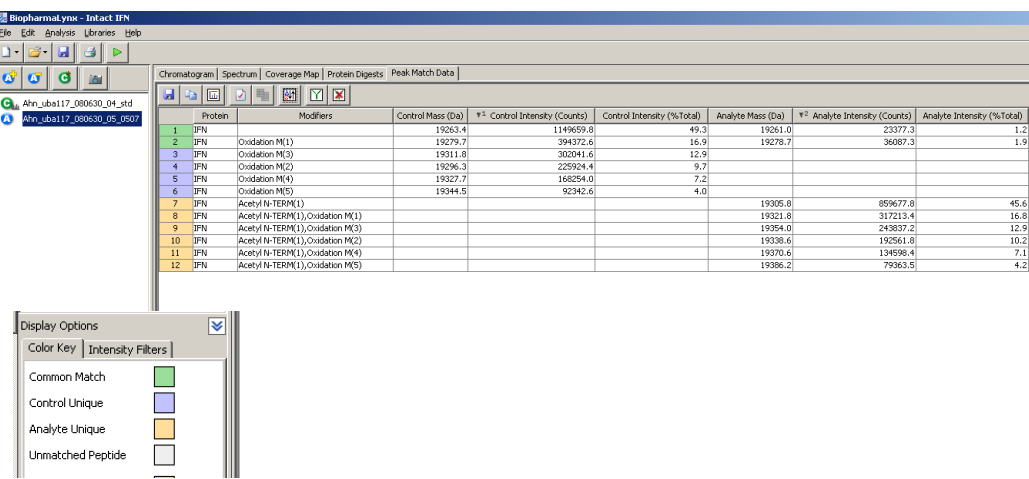 BiopharmaLynx - Intact IFN
File Edit Analysis Libraries Help
Chromatogram Spectrum Coverage Map Protein Digests Peak Match Data
Ahn_uba117_080630_04_std
Ahn_uba117_080630_05_0507
Protein Modifiers Control Mass (Da) ▼1 Control Intensity (Counts) Control Intensity (%Total) Analyte Mass (Da) ▼2 Analyte Intensity (Counts) Analyte Intensity (%Total)
1 IFN 19263.4 1149659.8 49.3 19261.0 23377.3 1.2
2 IFN Oxidation M(1) 19279.7 394372.6 16.9 19278.7 36087.3 1.9
3 IFN Oxidation M(3) 19311.8 302041.6 12.9
4 IFN Oxidation M(2) 19296.3 225924.4 9.7
5 IFN Oxidation M(4) 19327.7 168254.0 7.2
6 IFN Oxidation M(5) 19344.5 92342.6 4.0
7 IFN Acetyl N-TERM(1) 19305.8 859677.8 45.6
8 IFN Acetyl N-TERM(1),Oxidation M(1) 19321.8 317213.4 16.8
9 IFN Acetyl N-TERM(1),Oxidation M(3) 19354.0 243837.2 12.9
10 IFN Acetyl N-TERM(1),Oxidation M(2) 19338.6 192561.8 10.2
11 IFN Acetyl N-TERM(1),Oxidation M(4) 19370.6 134598.4 7.1
12 IFN Acetyl N-TERM(1),Oxidation M(5) 19386.2 79363.5 4.2
Display Options
Color Key Intensity Filters
Common Match
Control Unique
Analyte Unique
Unmatched Peptide